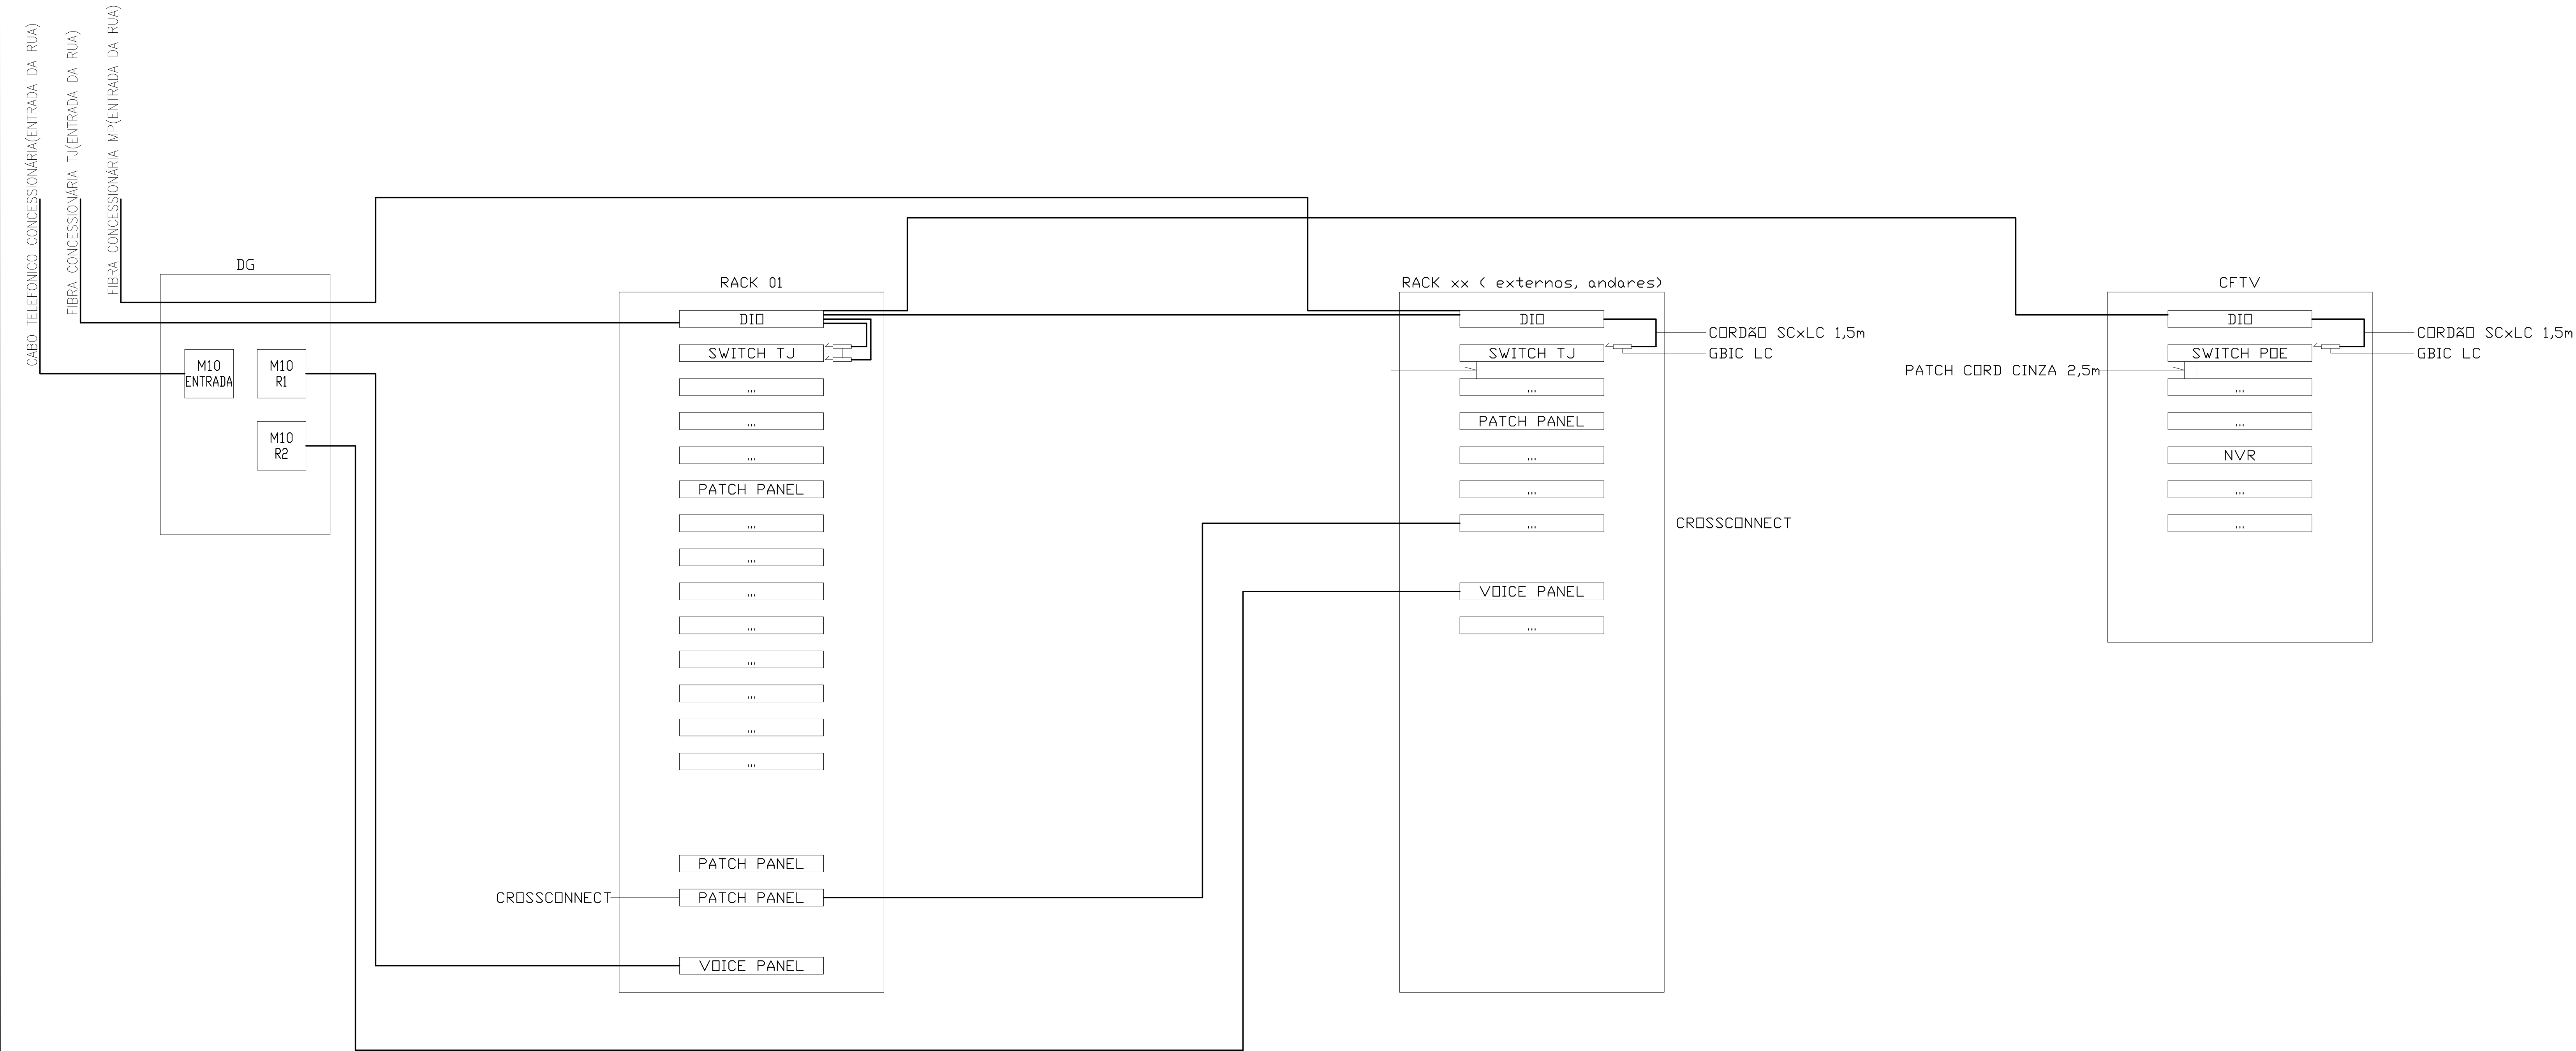 CABO TELEFONICO CONCESSIONÁRIA(ENTRADA DA RUA)
FIBRA CONCESSIONÁRIA TJ(ENTRADA DA RUA)
FIBRA CONCESSIONÁRIA MP(ENTRADA DA RUA)
DG
M10
ENTRADA
M10
R1
M10
R2
RACK 01
DIO
SWITCH TJ
...
...
...
PATCH PANEL
...
...
...
...
...
...
...
...
PATCH PANEL
CROSSCONNECT
PATCH PANEL
VOICE PANEL
RACK xx ( externos, andares)
DIO
CORDÃO SCxLC 1,5m
SWITCH TJ
GBIC LC
...
PATCH PANEL
...
...
...
CROSSCONNECT
VOICE PANEL
...
CFTV
DIO
CORDÃO SCxLC 1,5m
SWITCH POE
GBIC LC
PATCH CORD CINZA 2,5m
...
...
NVR
...
...